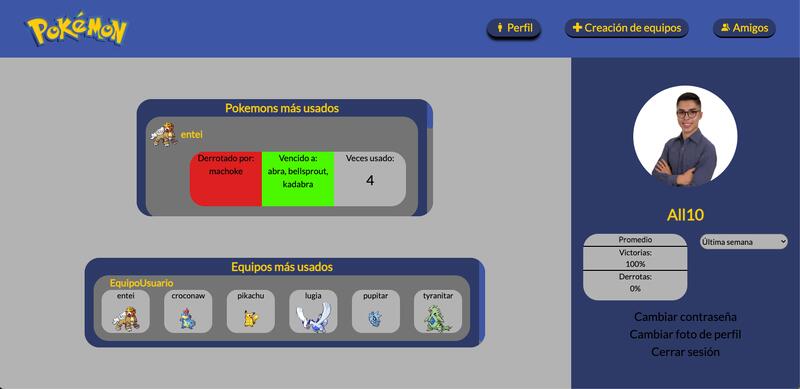 POKÉMON
Perfil
Creación de equipos
Amigos
Pokemons más usados
entei
Derrotado por:
machoke
Vencido a:
abra, bellsprout,
kadabra
Veces usado:
4
Equipos más usados
EquipoUsuario
entei
croconaw
pikachu
lugia
pupitar
tyranitar
All10
Promedio
Victorias:
100%
Derrotas:
0%
Última semana
Cambiar contraseña
Cambiar foto de perfil
Cerrar sesión